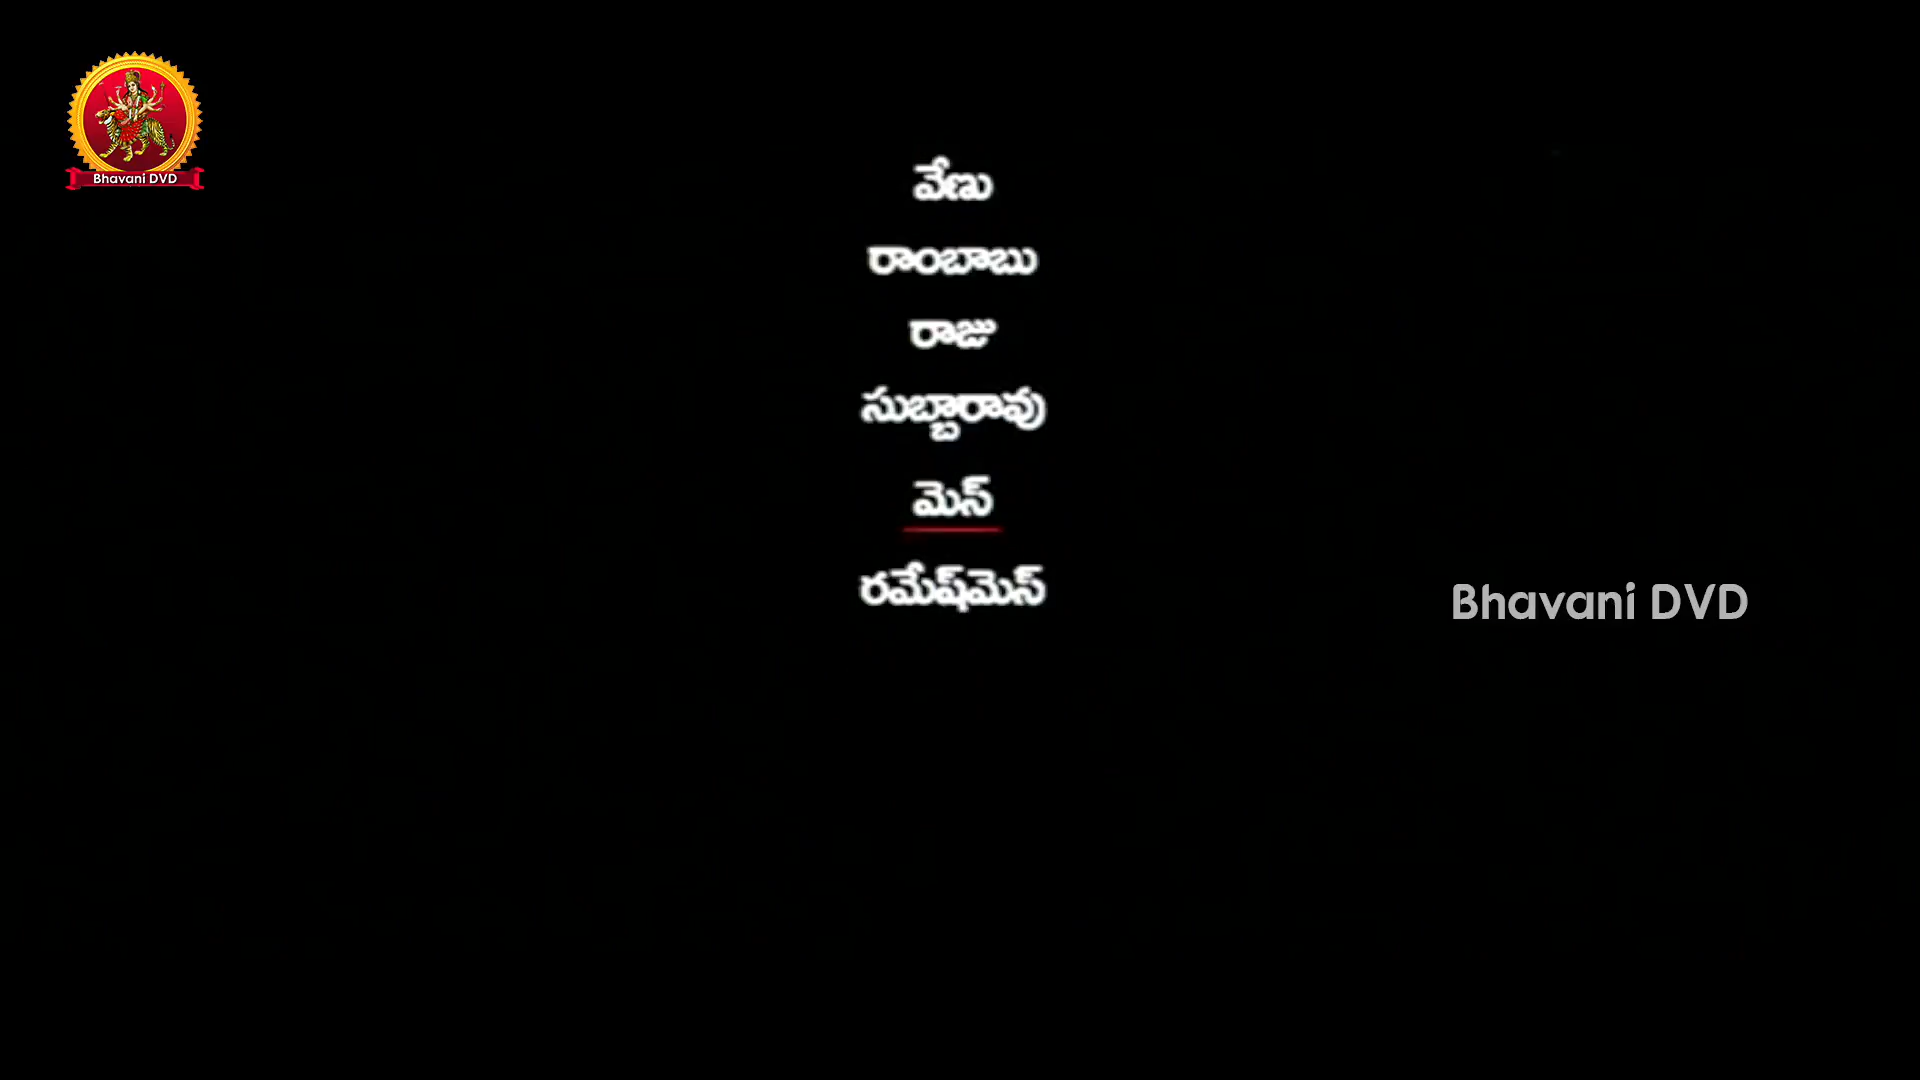 Bhavani DVD
వేణు
రాంబాబు
రాజు
సుబ్బారావు
మెస్
రమేష్‌మెస్
Bhavani DVD